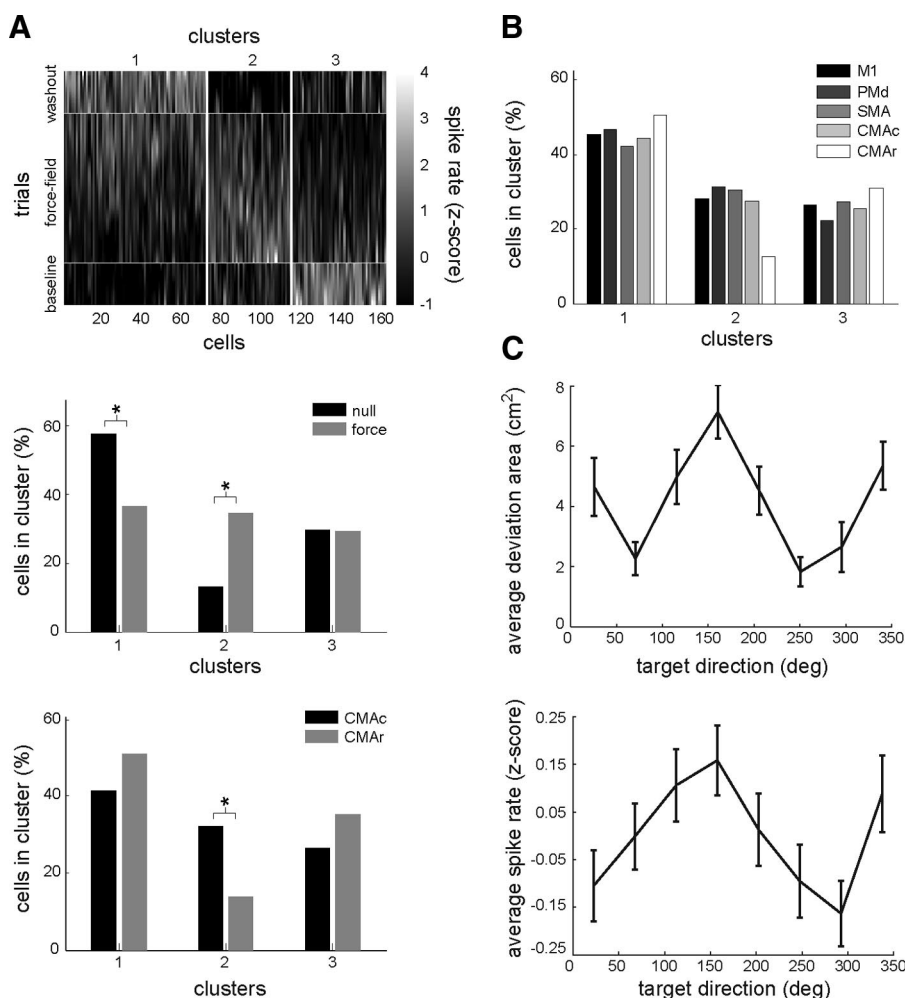 A
clusters
1 2 3
washout
force-field
baseline
trials
20 40 60 80 100 120 140 160
cells
4
3
2
1
0
-1
spike rate (z-score)
B
M1
PMd
SMA
CMAc
CMAr
60
40
20
0
cells in cluster (%)
1 2 3
clusters
*
*
null
force
60
40
20
0
cells in cluster (%)
1 2 3
clusters
C
8
6
4
2
0
average deviation area (cm²)
0 50 100 150 200 250 300 350
target direction (deg)
*
CMAc
CMAr
60
40
20
0
cells in cluster (%)
1 2 3
clusters
0.25
0.15
0.05
-0.05
-0.15
-0.25
average spike rate (z-score)
0 50 100 150 200 250 300 350
target direction (deg)